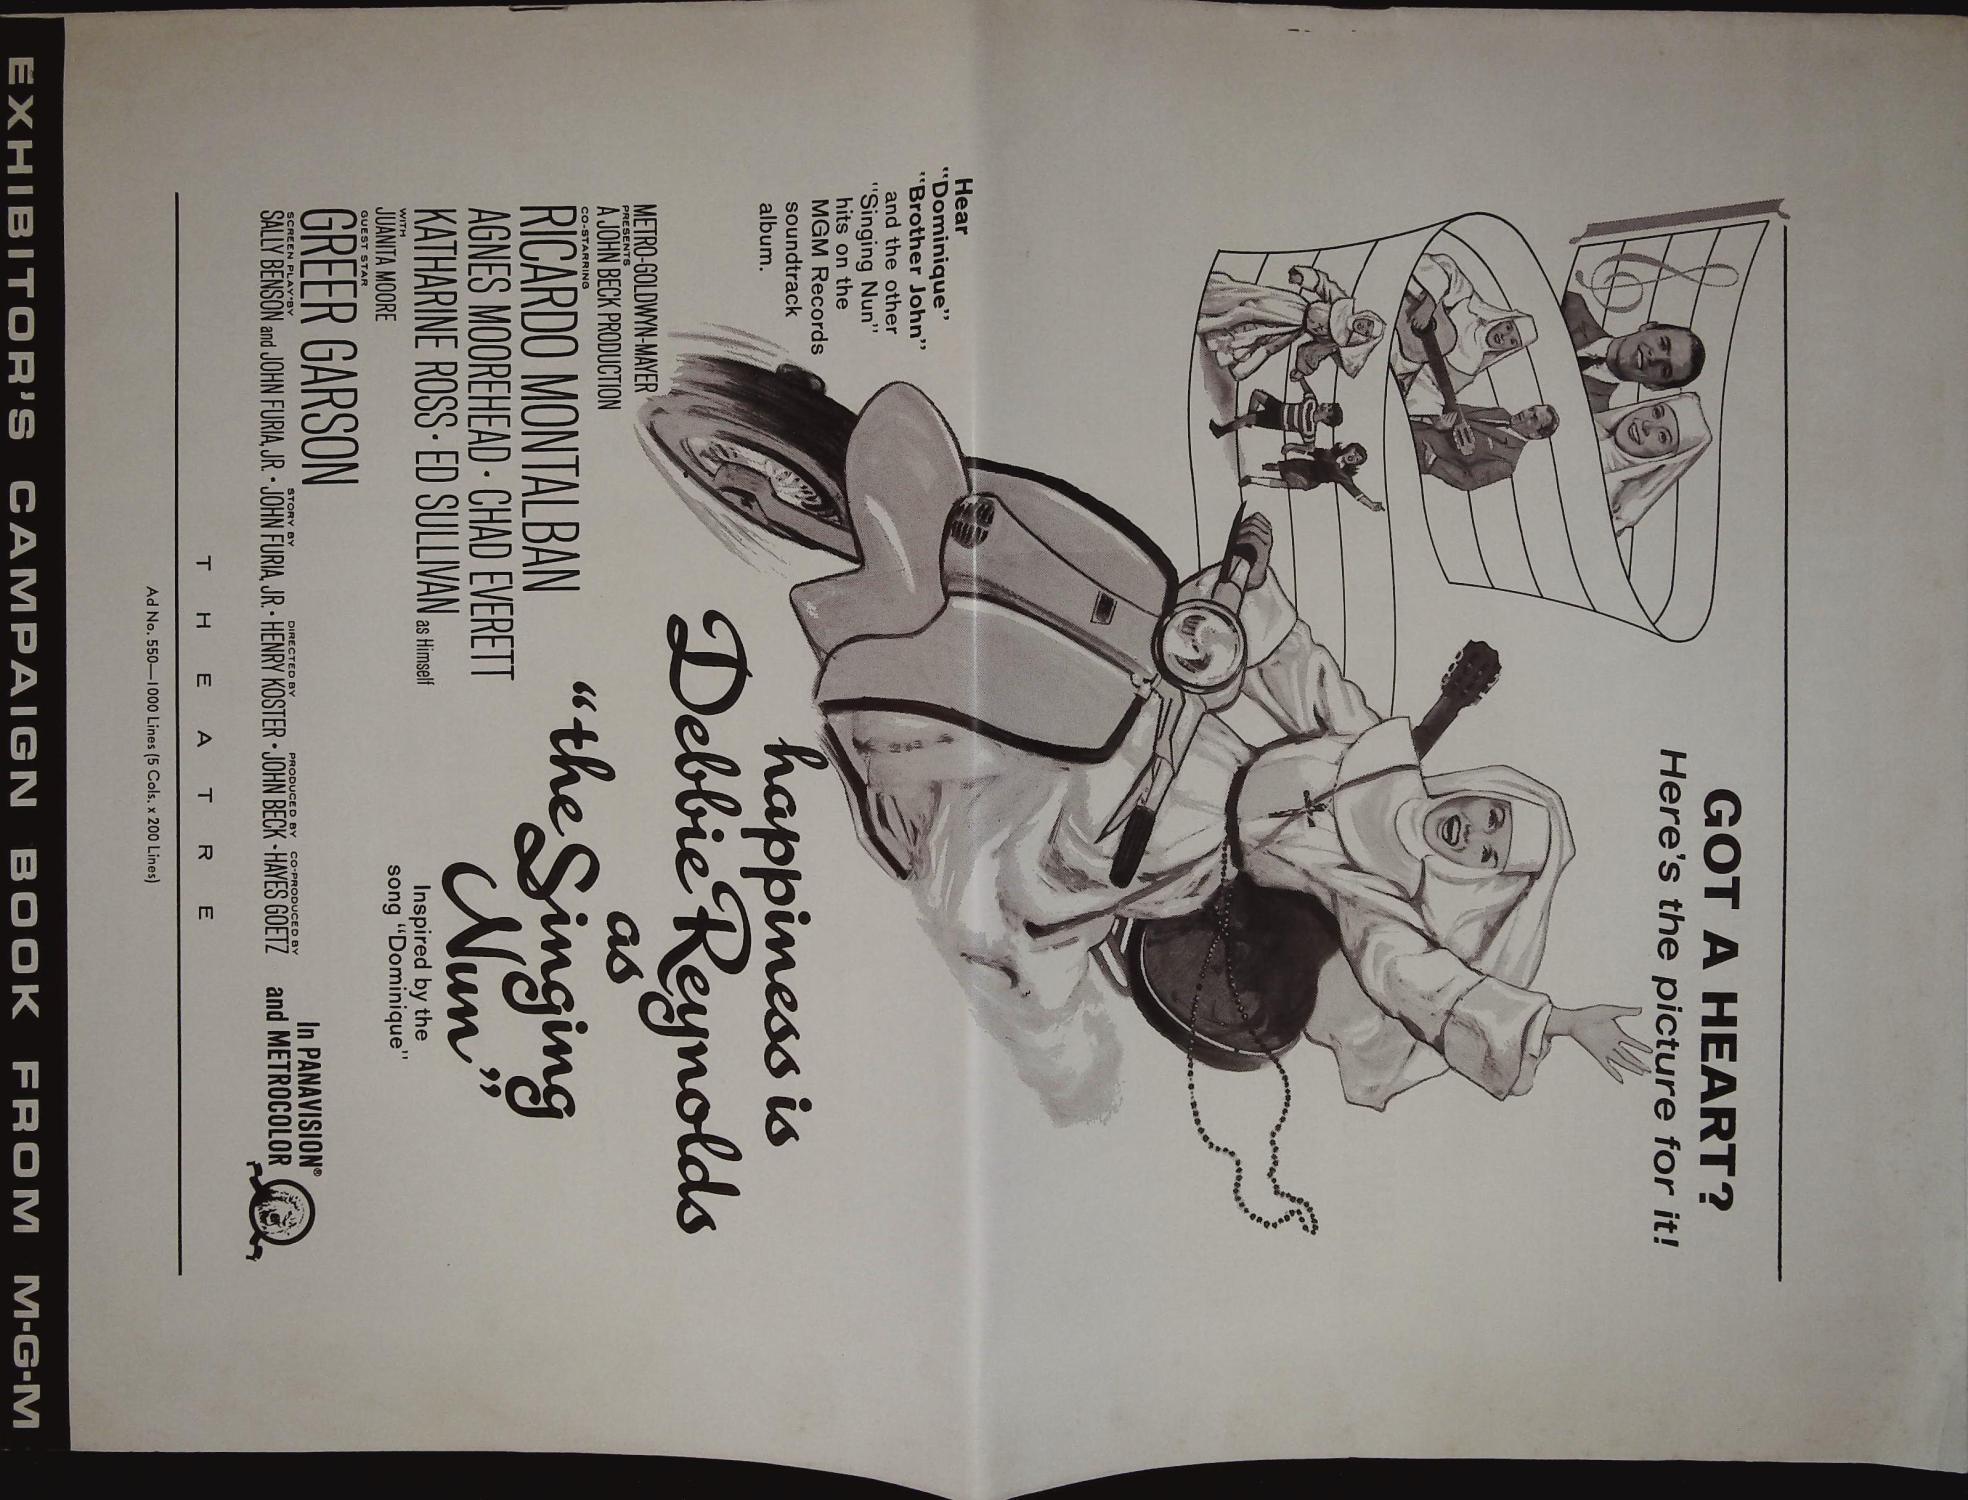 GOT A HEART?
Here's the picture for it!
Hear
"Dominique"
"Brother John"
and the other
"Singing Nun"
hits on the
MGM Records
soundtrack
album.
happiness is
Debbie Reynolds
as
"the Singing
Nun"
METRO-GOLDWYN-MAYER
PRESENTS
A JOHN BECK PRODUCTION
CO-STARRING
RICARDO MONTALBAN
AGNES MOOREHEAD · CHAD EVERETT
KATHARINE ROSS · ED SULLIVAN as Himself
WITH
JUANITA MOORE
GUEST STAR
GREER GARSON
Inspired by the
song "Dominique"
SCREEN PLAY BY STORY BY DIRECTED BY PRODUCED BY CO-PRODUCED BY
SALLY BENSON and JOHN FURIA, JR. · JOHN FURIA, JR. · HENRY KOSTER · JOHN BECK · HAYES GOETZ
In PANAVISION®
and METROCOLOR
THEATRE
Ad No. 550—1000 Lines (5 Cols. x 200 Lines)
EXHIBITOR'S CAMPAIGN BOOK FROM M·G·M